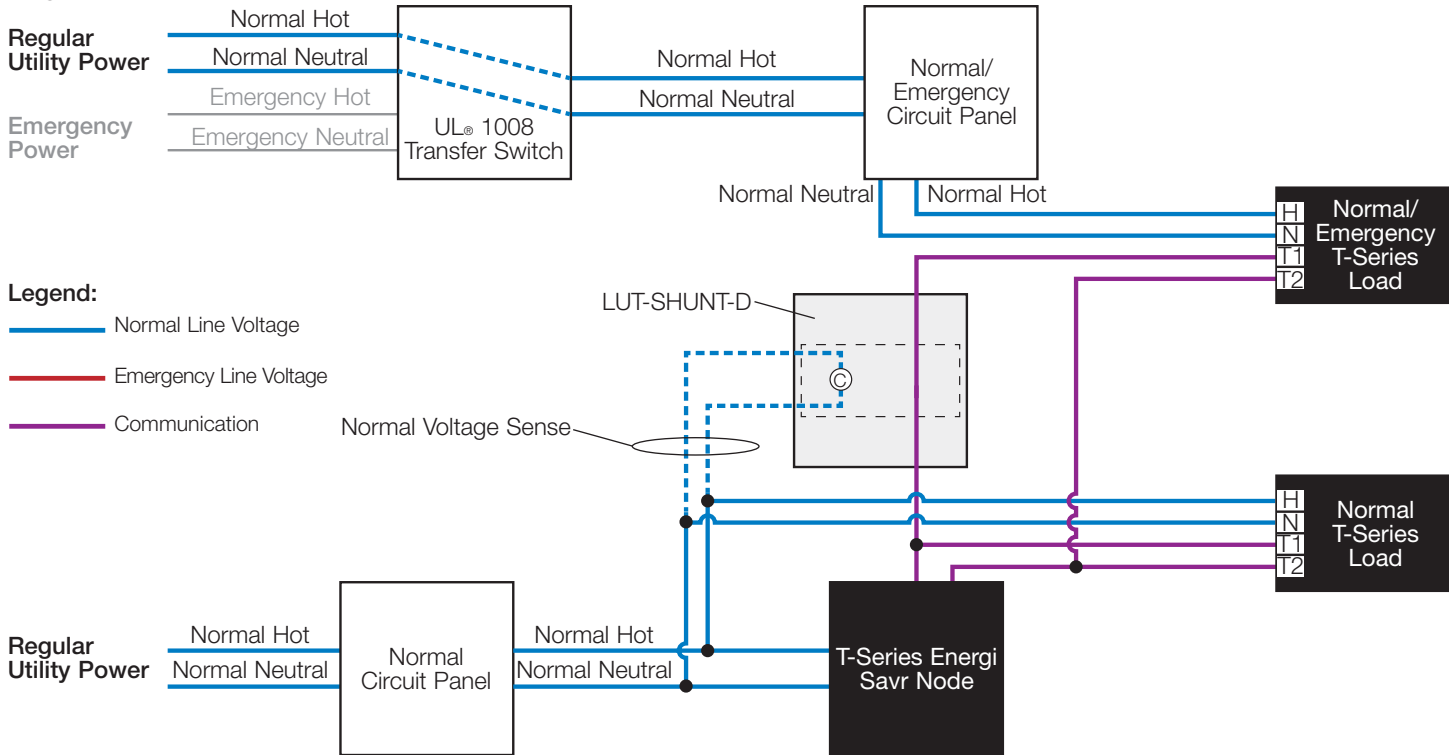 Normal Hot
Regular
Utility Power
Normal Neutral
Emergency Hot
Emergency
Power
Emergency Neutral
UL® 1008
Transfer Switch
Normal Hot
Normal Neutral
Normal/
Emergency
Circuit Panel
Normal Neutral
Normal Hot
H
N
T1
T2
Normal/
Emergency
T-Series
Load
Legend:
Normal Line Voltage
Emergency Line Voltage
Communication
LUT-SHUNT-D
C
Normal Voltage Sense
H
N
T1
T2
Normal
T-Series
Load
Regular
Utility Power
Normal Hot
Normal Neutral
Normal
Circuit Panel
Normal Hot
Normal Neutral
T-Series Energi
Savr Node